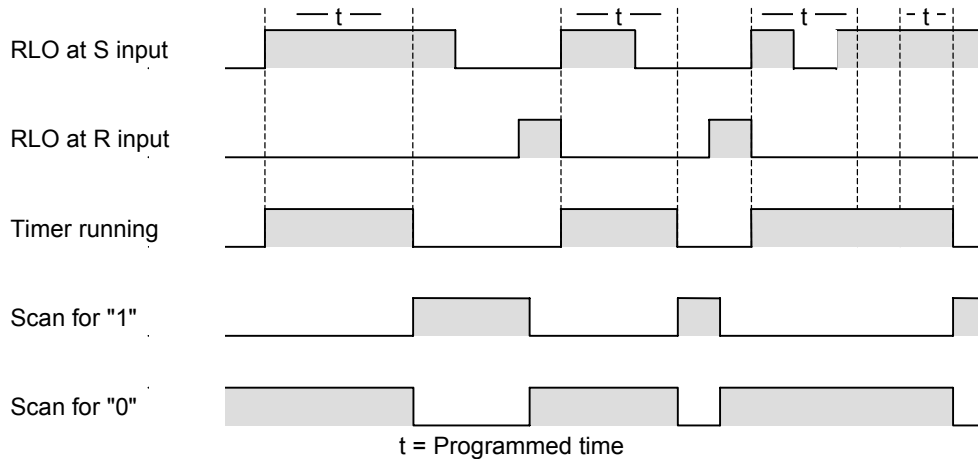 t t t t
RLO at S input
RLO at R input
Timer running
Scan for "1"
Scan for "0"
t = Programmed time